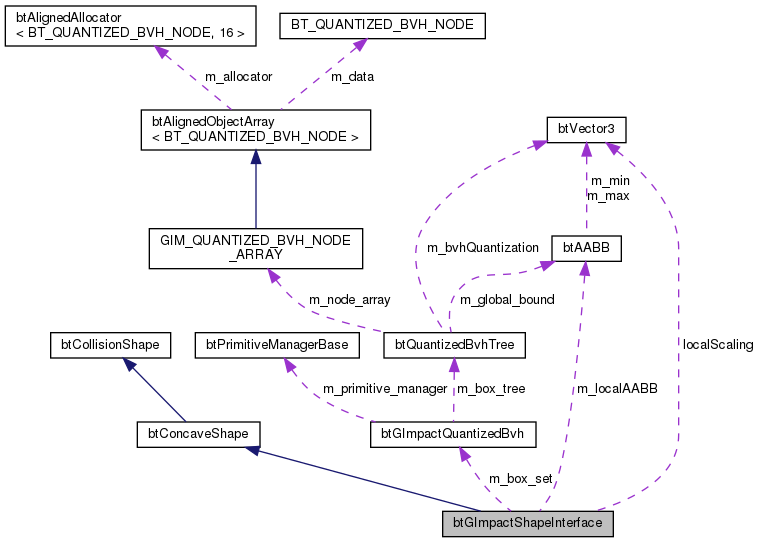 btAlignedAllocator
< BT_QUANTIZED_BVH_NODE, 16 >
BT_QUANTIZED_BVH_NODE
m_allocator
m_data
btAlignedObjectArray
< BT_QUANTIZED_BVH_NODE >
btVector3
m_min
m_max
GIM_QUANTIZED_BVH_NODE
_ARRAY
m_bvhQuantization
btAABB
m_node_array
m_global_bound
btCollisionShape
btPrimitiveManagerBase
btQuantizedBvhTree
localScaling
m_primitive_manager
m_box_tree
m_localAABB
btConcaveShape
btGImpactQuantizedBvh
m_box_set
btGImpactShapeInterface